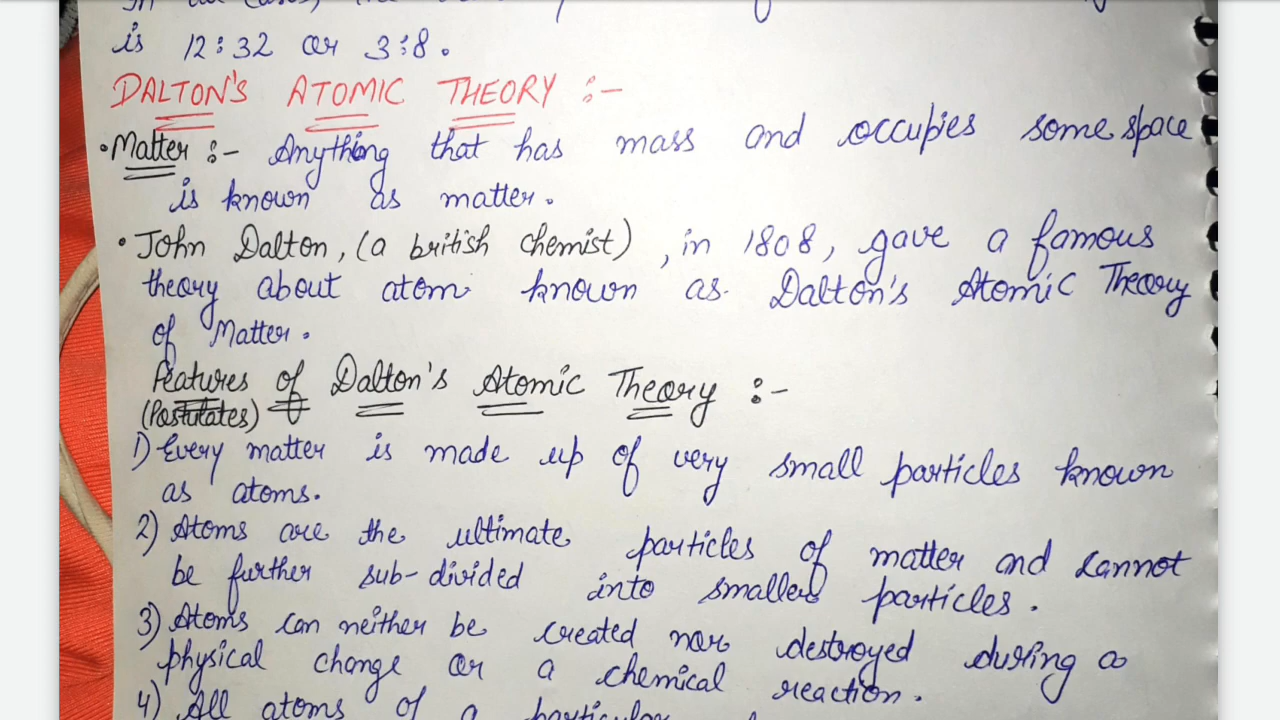 is 12:32 or 3:8.
DALTON'S ATOMIC THEORY :-
• Matter :- Anything that has mass and occupies some space
is known as matter.
• John Dalton, (a british chemist), in 1808, gave a famous
theory about atom known as Dalton's Atomic Theory
of Matter.
Features of Dalton's Atomic Theory :-
(Postulates)
1) Every matter is made up of very small particles known
as atoms.
2) Atoms are the ultimate particles of matter and cannot
be further sub-divided into smaller particles.
3) Atoms can neither be created nor destroyed during a
physical change or a chemical reaction.
4) All atoms of a particular